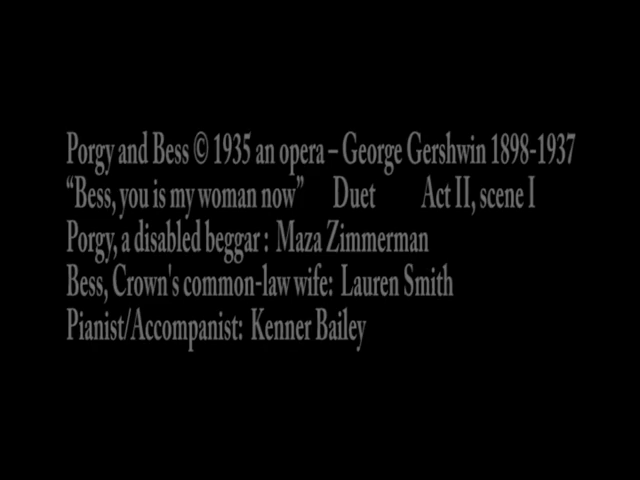 Porgy and Bess © 1935 an opera – George Gershwin 1898-1937
“Bess, you is my woman now” Duet Act II, scene I
Porgy, a disabled beggar : Maza Zimmerman
Bess, Crown's common-law wife: Lauren Smith
Pianist/Accompanist: Kenner Bailey